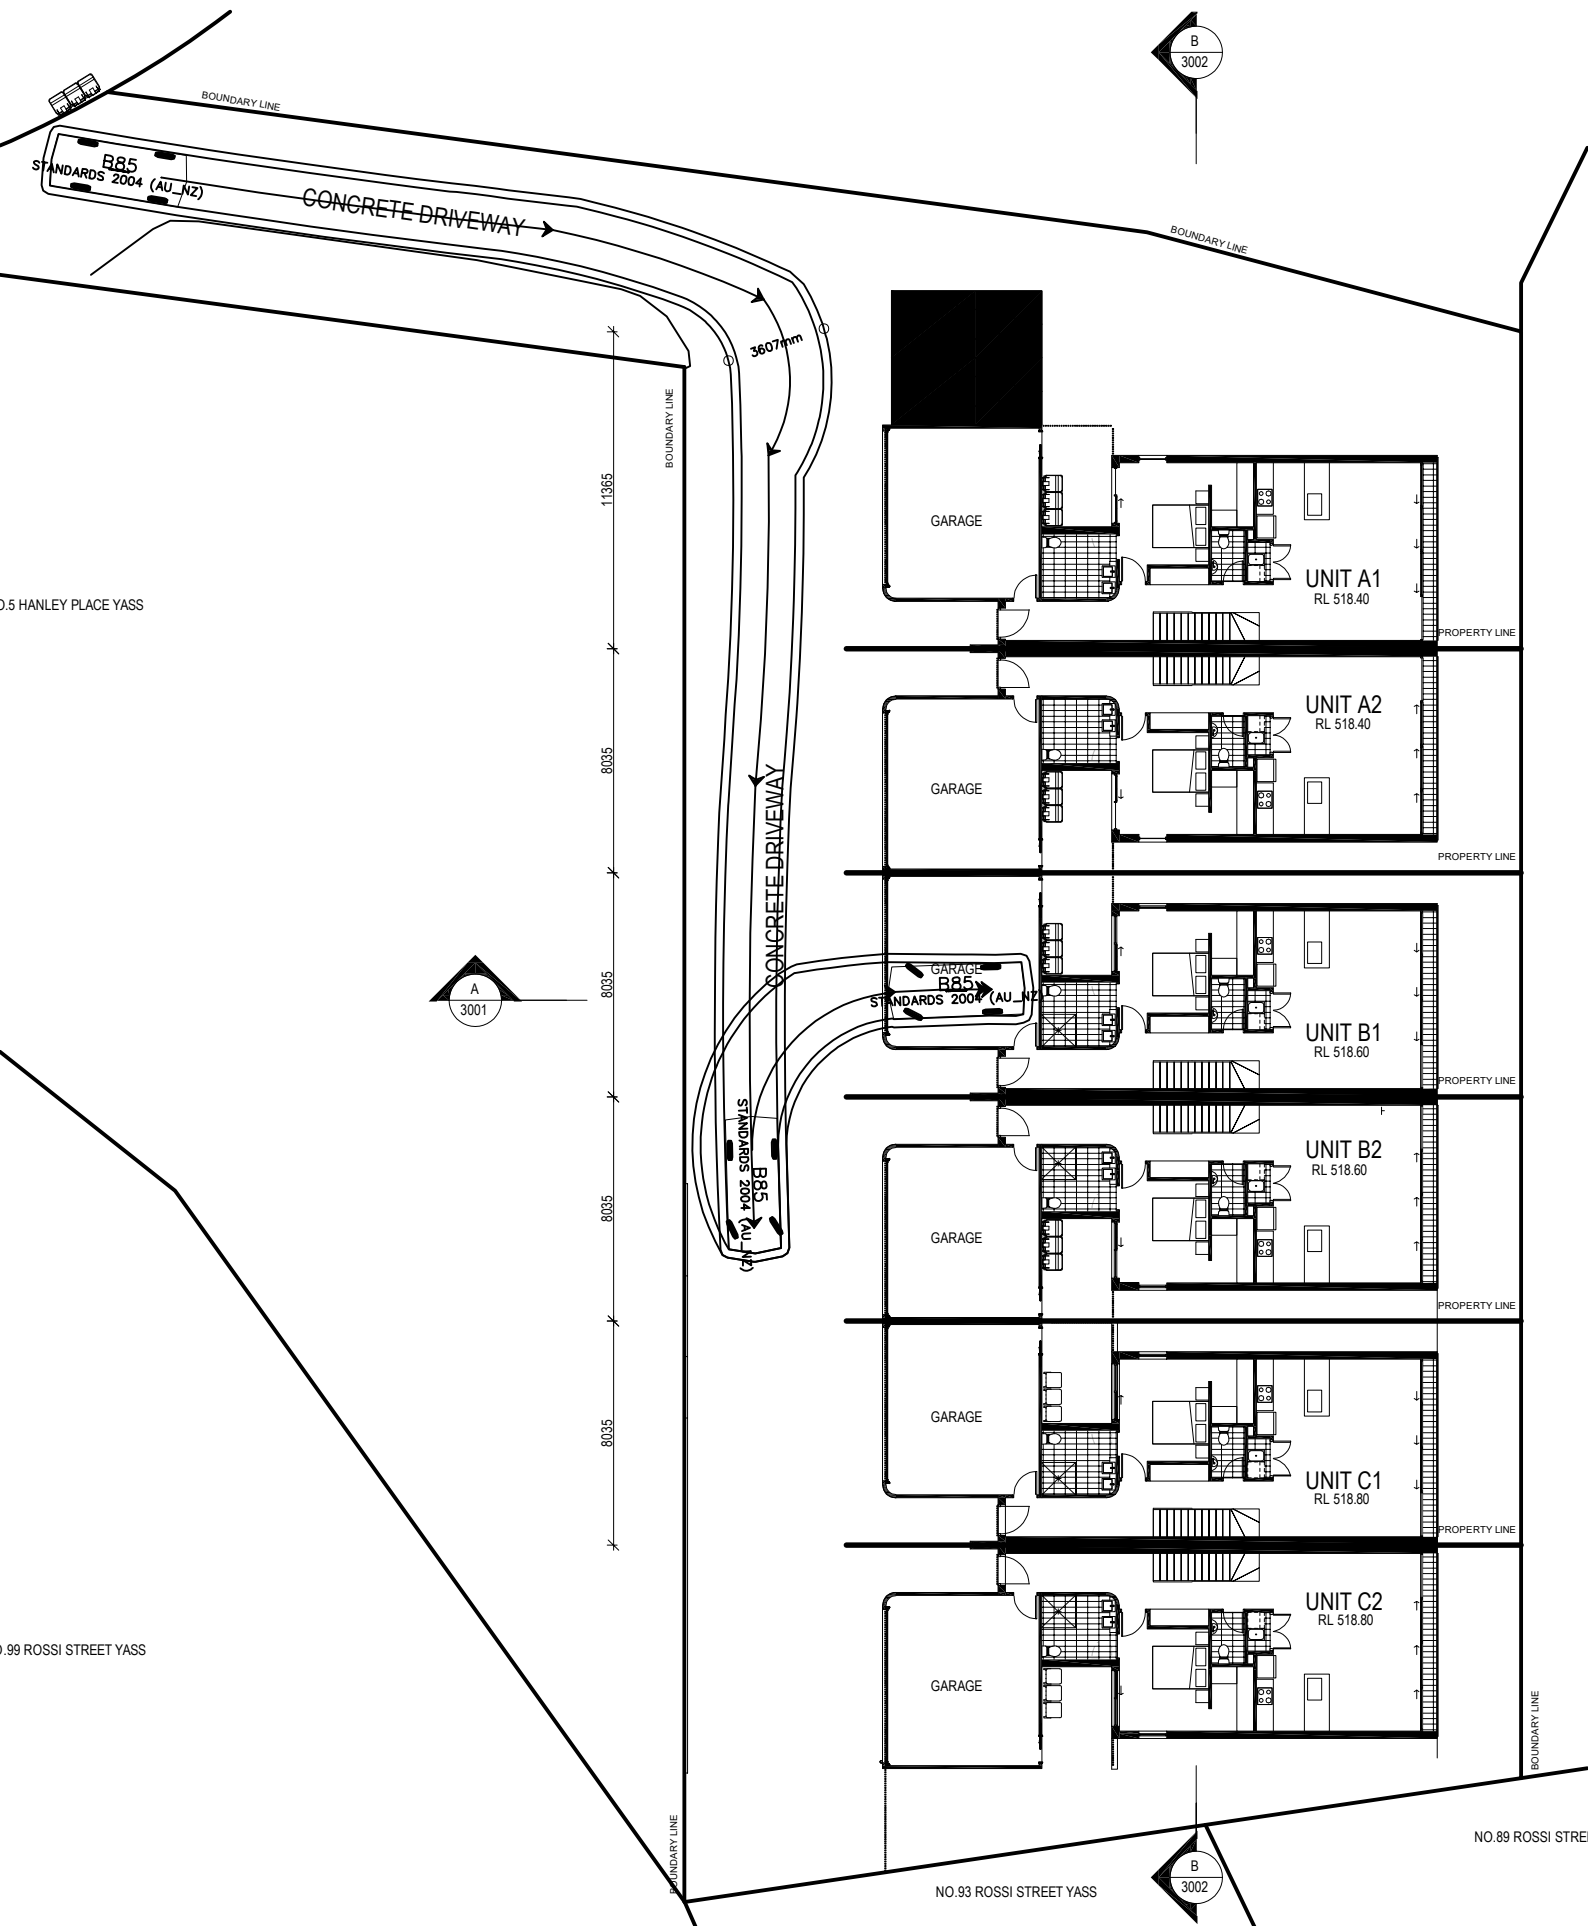 B
3002
BOUNDARY LINE
B85
STANDARDS 2004 (AU_NZ)
CONCRETE DRIVEWAY
BOUNDARY LINE
3607mm
BOUNDARY LINE
11365
GARAGE
UNIT A1
RL 518.40
NO.5 HANLEY PLACE YASS
PROPERTY LINE
UNIT A2
RL 518.40
8035
GARAGE
CONCRETE DRIVEWAY
PROPERTY LINE
8035
A
3001
GARAGE
B85
STANDARDS 2004 (AU_NZ)
UNIT B1
RL 518.60
PROPERTY LINE
STANDARDS 2004 (AU_NZ)
B85
UNIT B2
RL 518.60
8035
GARAGE
PROPERTY LINE
8035
GARAGE
UNIT C1
RL 518.80
PROPERTY LINE
UNIT C2
RL 518.80
.99 ROSSI STREET YASS
GARAGE
BOUNDARY LINE
BOUNDARY LINE
NO.89 ROSSI STRE
B
3002
NO.93 ROSSI STREET YASS